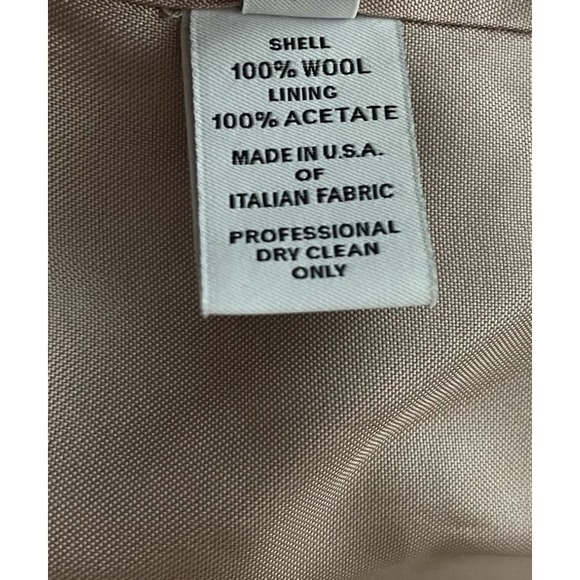 SHELL
100% WOOL
LINING
100% ACETATE
MADE IN U.S.A.
OF
ITALIAN FABRIC
PROFESSIONAL
DRY CLEAN
ONLY